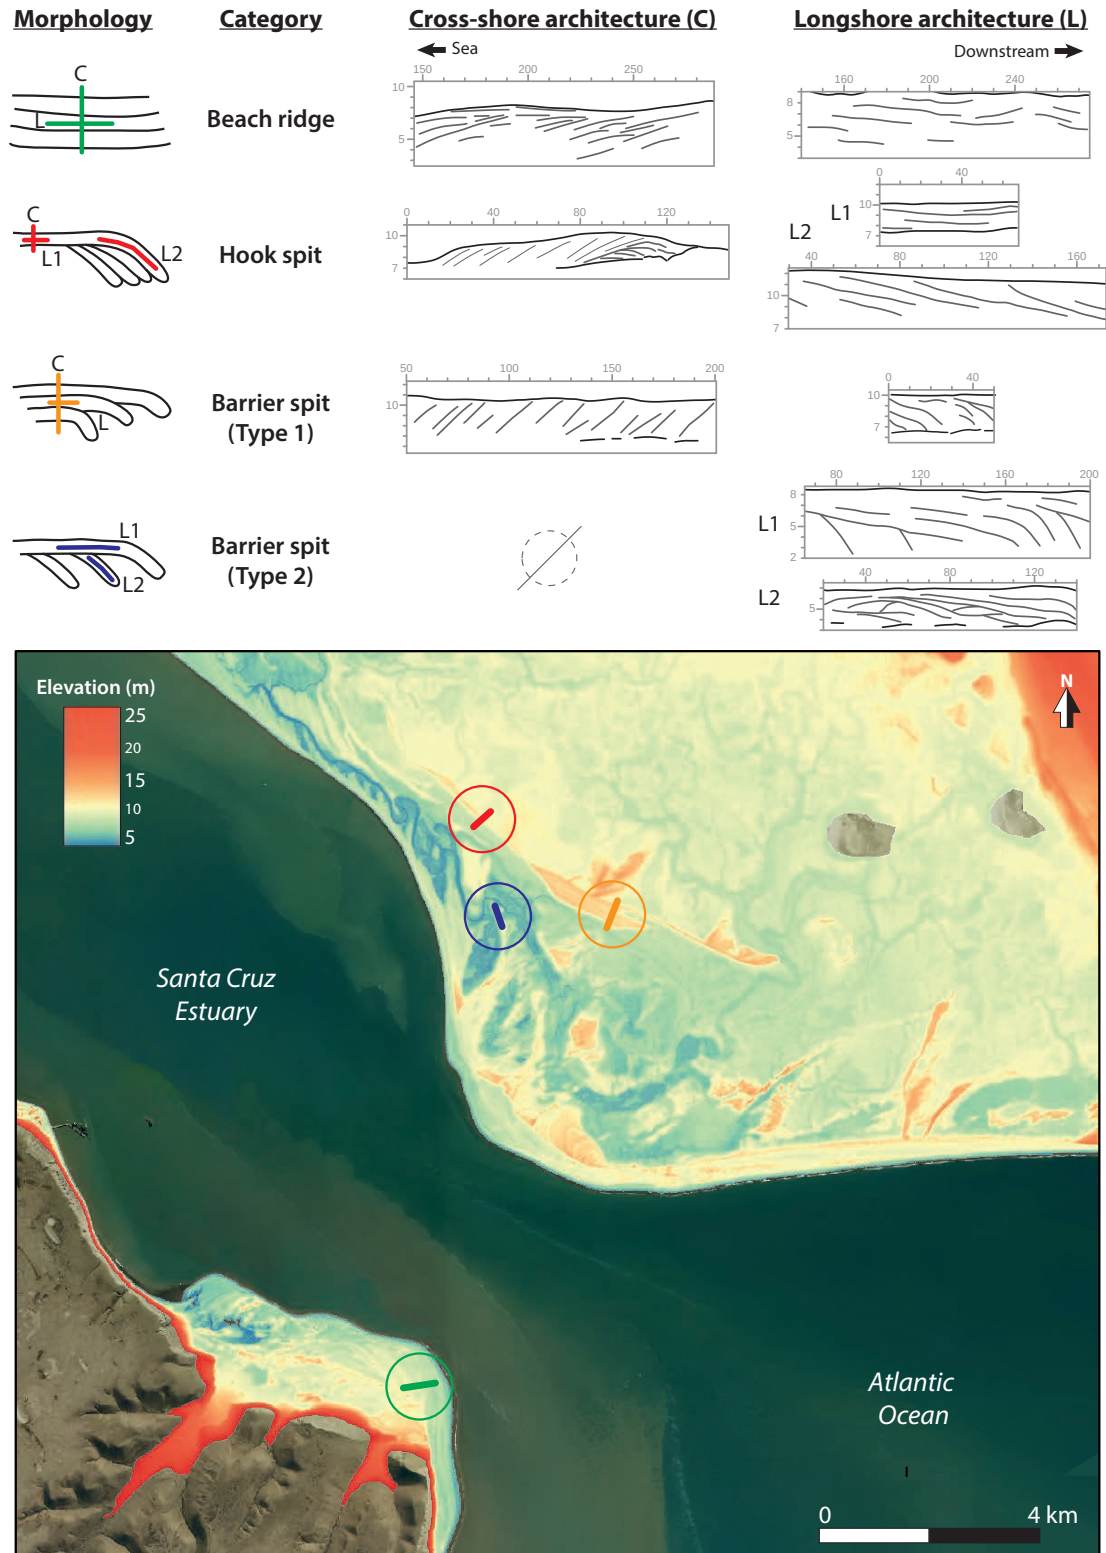 Morphology Category Cross-shore architecture (C) Longshore architecture (L)
Sea
Downstream
C
L
Beach ridge
150 200 250
10
5
160 200 240
8
5
C
L1
L2
Hook spit
0 40 80 120
10
7
L1
0 40
10
7
L2
40 80 120 160
10
7
C
L
Barrier spit
(Type 1)
50 100 150 200
10
0 40
10
7
L1
L2
Barrier spit
(Type 2)
L1
80 120 160 200
8
5
2
L2
40 80 120
5
Elevation (m)
25
20
15
10
5
N
Santa Cruz
Estuary
Atlantic
Ocean
0 4 km